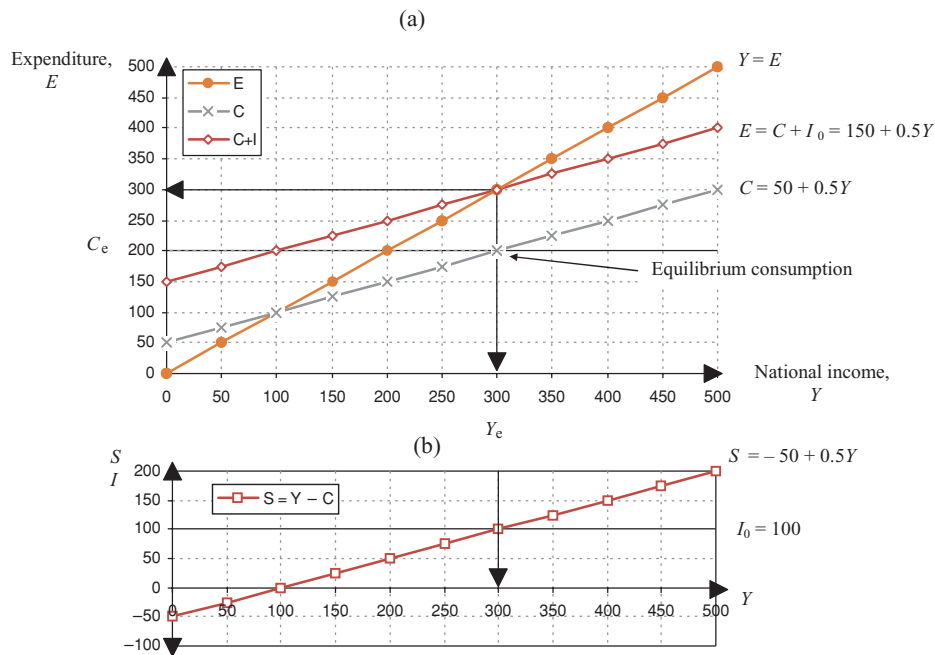 (a)
Expenditure,
E
500
450
400
350
300
250
200
150
100
50
0
C_e
E
C
C+I
Y = E
E = C + I_0 = 150 + 0.5Y
C = 50 + 0.5Y
Equilibrium consumption
0 50 100 150 200 250 300 350 400 450 500
National income,
Y
Y_e
(b)
S
I
200
150
100
50
0
−50
−100
S = Y − C
S = − 50 + 0.5Y
I_0 = 100
0 50 100 150 200 250 300 350 400 450 500
Y